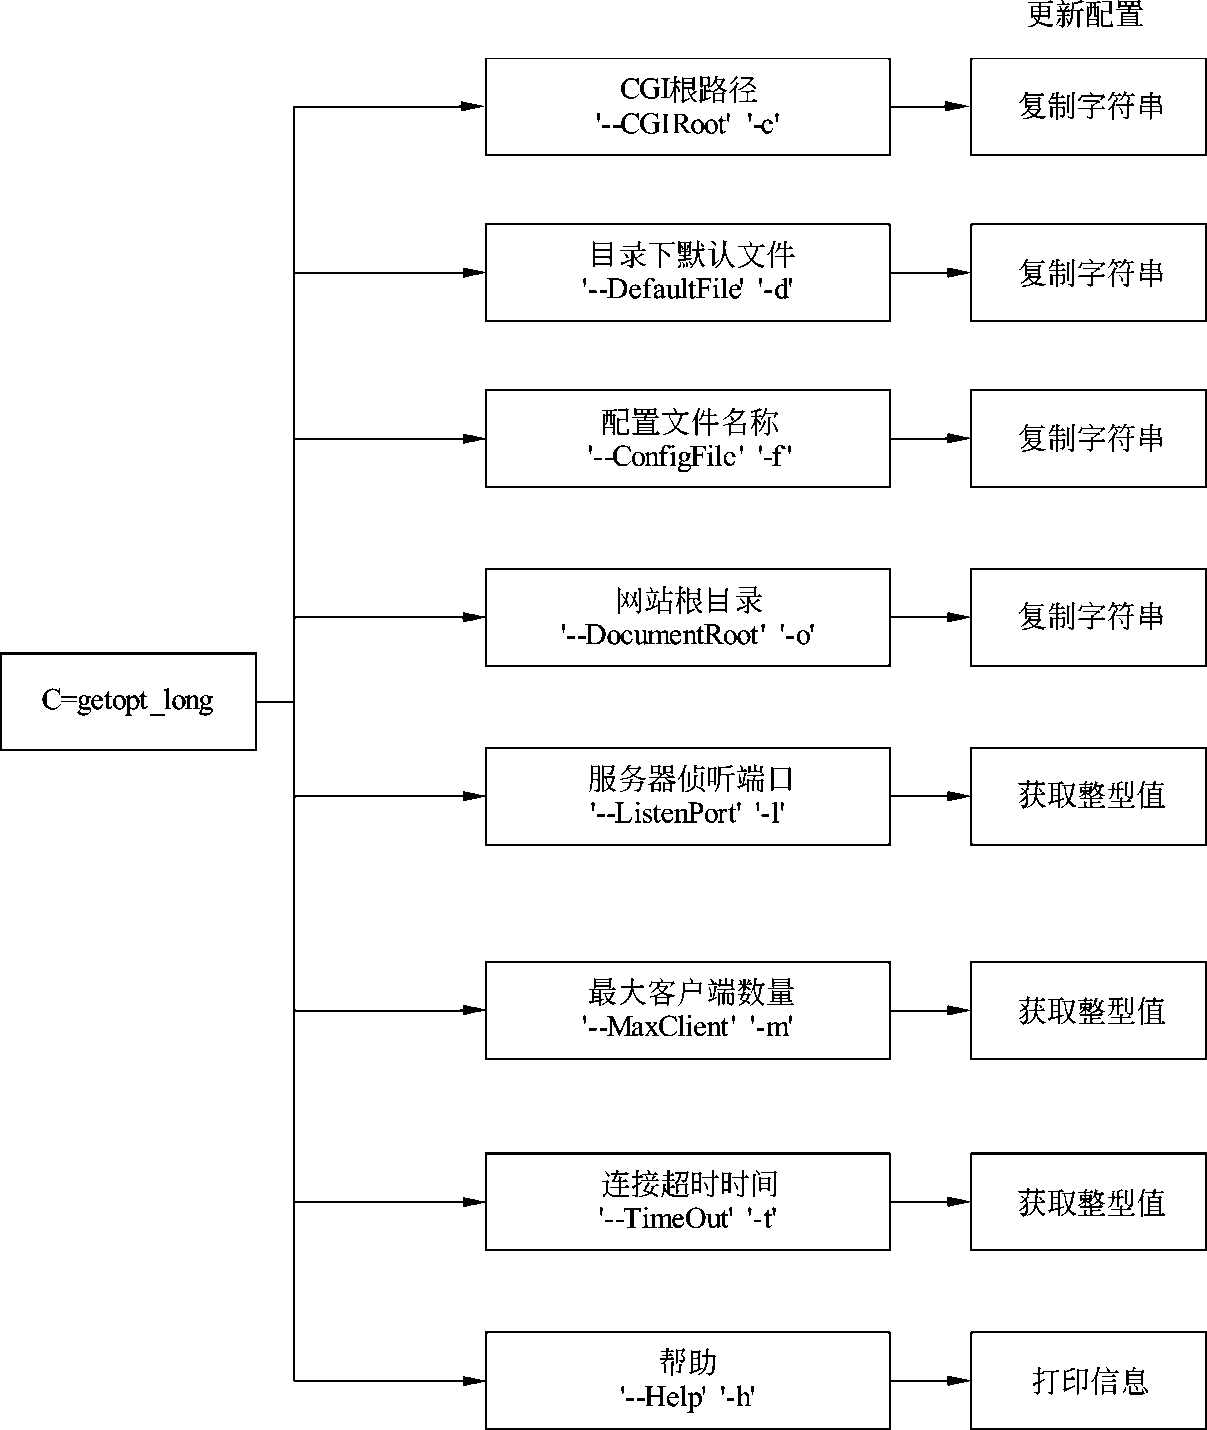 更新配置
CGI根路径
'--CGIRoot' '-c'
复制字符串
目录下默认文件
'--DefaultFile' '-d'
复制字符串
配置文件名称
'--ConfigFile' '-f'
复制字符串
网站根目录
'--DocumentRoot' '-o'
复制字符串
C=getopt_long
服务器侦听端口
'--ListenPort' '-l'
获取整型值
最大客户端数量
'--MaxClient' '-m'
获取整型值
连接超时时间
'--TimeOut' '-t'
获取整型值
帮助
'--Help' '-h'
打印信息